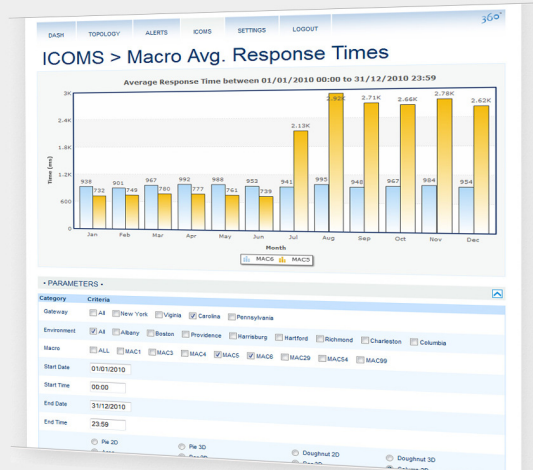 360°
DASH TOPOLOGY ALERTS ICOMS SETTINGS LOGOUT
ICOMS > Macro Avg. Response Times
Average Response Time between 01/01/2010 00:00 to 31/12/2010 23:59
3K
2.4K
1.8K
1.2K
600
0
Time (ms)
938 732 901 749 967 780 992 777 988 761 953 739 941 2.13K 995 2.92K 948 2.71K 967 2.66K 984 2.78K 954 2.62K
Jan Feb Mar Apr May Jun Jul Aug Sep Oct Nov Dec
Month
MAC6 MAC5
• PARAMETERS •
Category Criteria
Gateway All New York Viginia Carolina Pennsylvania
Environment All Albany Boston Providence Harrisburg Hartford Richmond Charleston Columbia
Macro ALL MAC1 MAC3 MAC4 MAC5 MAC6 MAC29 MAC54 MAC99
Start Date 01/01/2010
Start Time 00:00
End Date 31/12/2010
End Time 23:59
Pie 2D Pie 3D Doughnut 2D Doughnut 3D